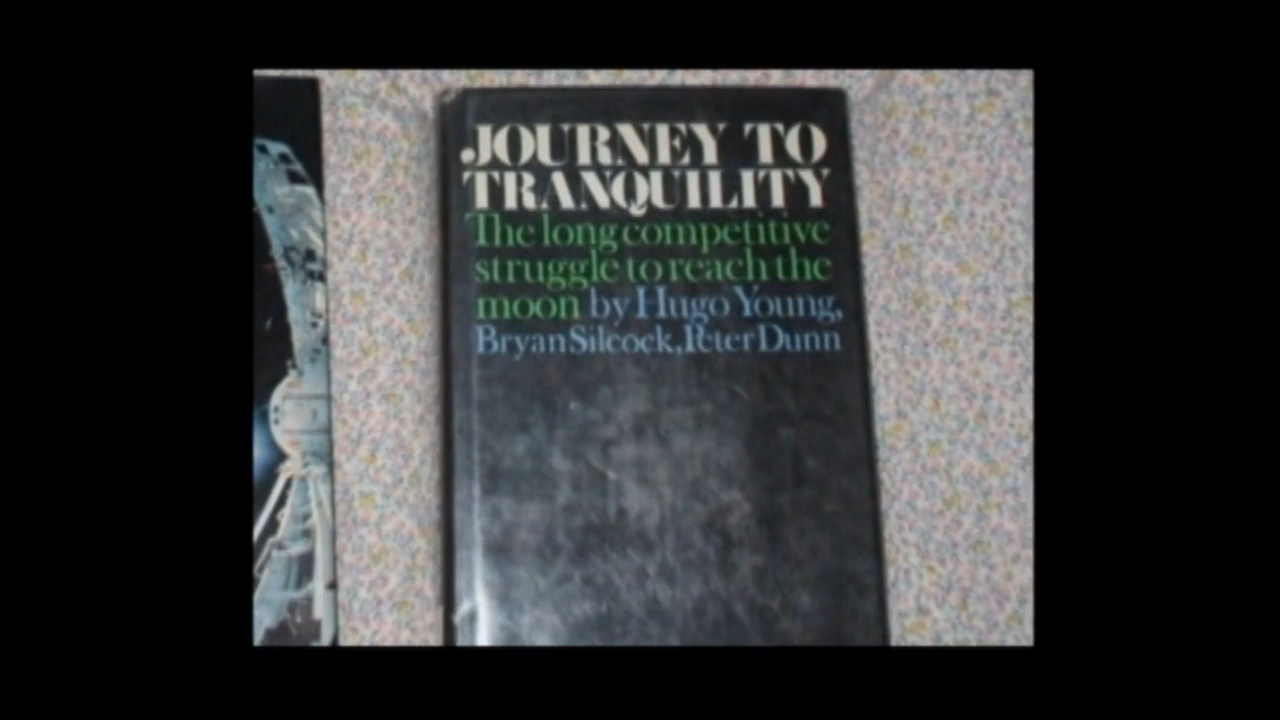 JOURNEY TO
TRANQUILITY
The long competitive
struggle to reach the
moon by Hugo Young,
Bryan Silcock, Peter Dunn